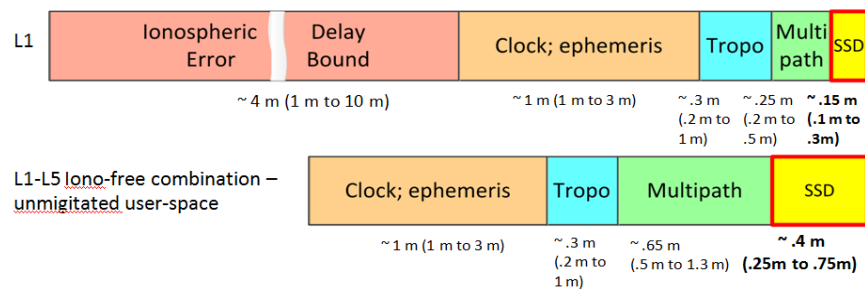 L1
Ionospheric Delay
Error Bound
Clock; ephemeris
Tropo
Multi
path
SSD
~ 4 m (1 m to 10 m)
~ 1 m (1 m to 3 m)
~ .3 m
(.2 m to
1 m)
~ .25 m
(.2 m to
.5 m)
~ .15 m
(.1 m to
.3m)
L1-L5 Iono-free combination –
unmigitated user-space
Clock; ephemeris
Tropo
Multipath
SSD
~ 1 m (1 m to 3 m)
~ .3 m
(.2 m to
1 m)
~ .65 m
(.5 m to 1.3 m)
~ .4 m
(.25m to .75m)